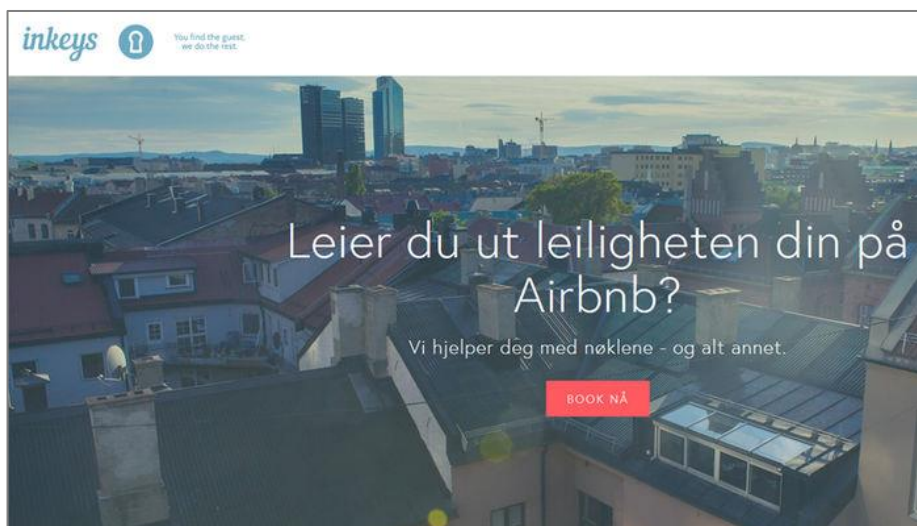 inkeys
You find the guest,
we do the rest.
Leier du ut leiligheten din på
Airbnb?
Vi hjelper deg med nøklene - og alt annet.
BOOK NÅ